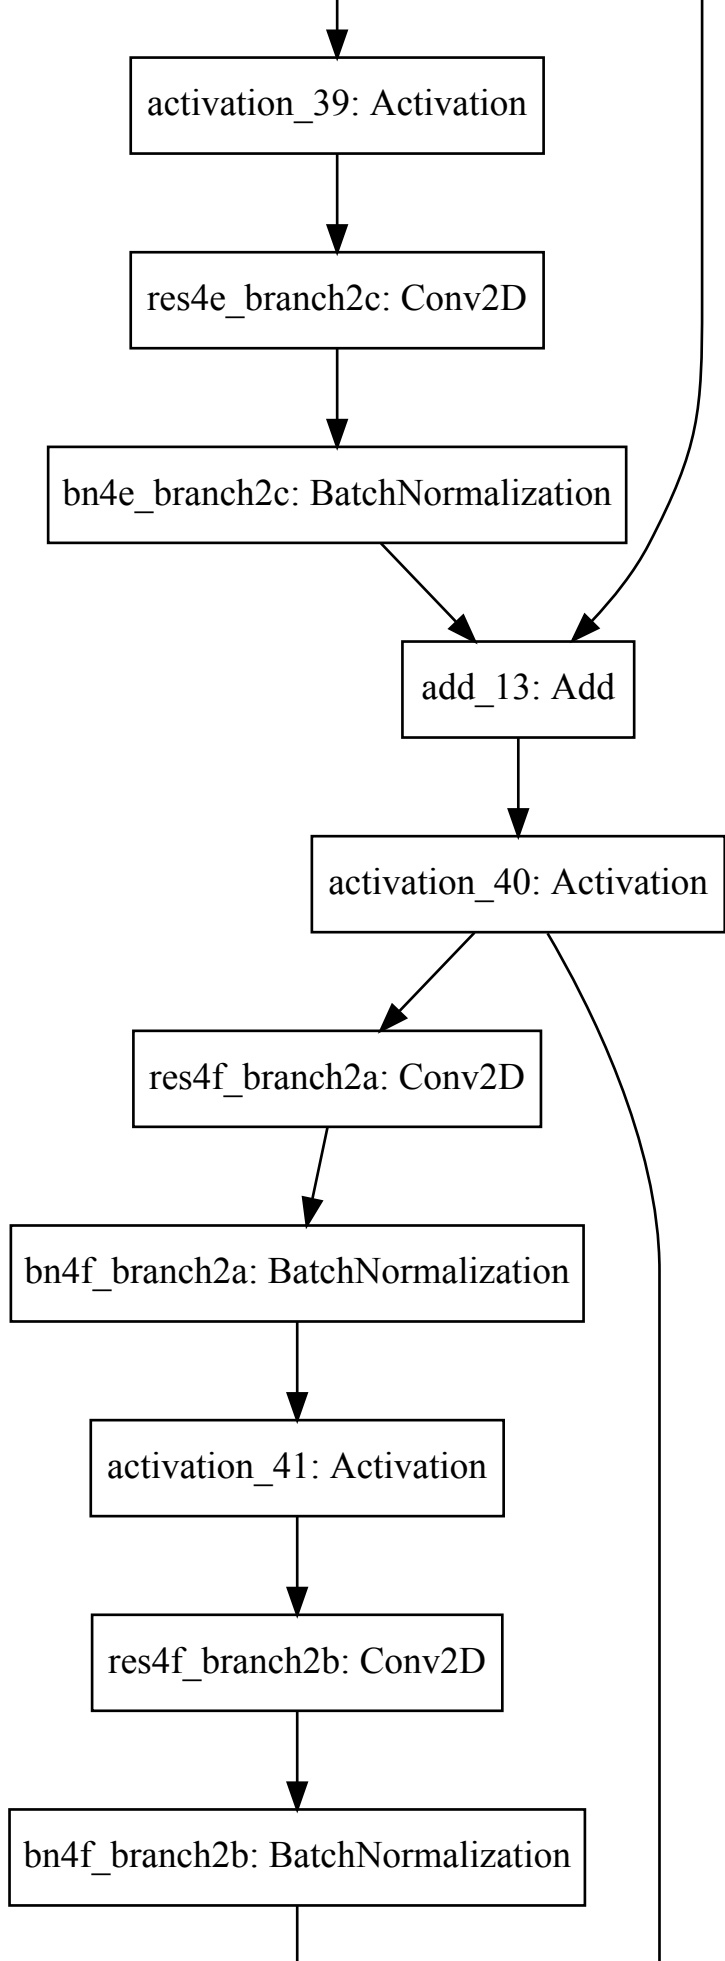 activation_39: Activation
res4e_branch2c: Conv2D
bn4e_branch2c: BatchNormalization
add_13: Add
activation_40: Activation
res4f_branch2a: Conv2D
bn4f_branch2a: BatchNormalization
activation_41: Activation
res4f_branch2b: Conv2D
bn4f_branch2b: BatchNormalization